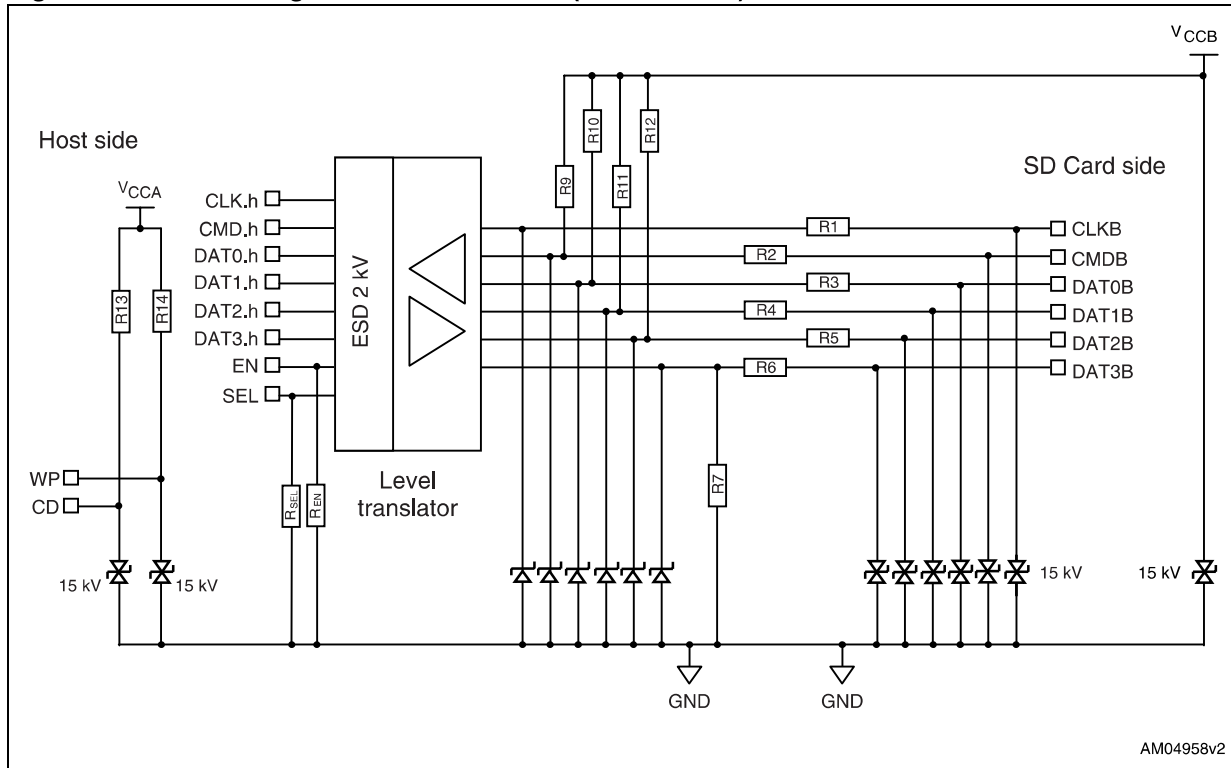 V CCB
Host side
SD Card side
VCCA
R10
R12
R9
R11
CLK.h
CMD.h
DAT0.h
DAT1.h
DAT2.h
DAT3.h
EN
SEL
ESD 2 kV
R1
R2
R3
R4
R5
R6
CLKB
CMDB
DAT0B
DAT1B
DAT2B
DAT3B
R13
R14
WP
CD
Level
translator
RSEL
REN
R7
15 kV
15 kV
15 kV
15 kV
GND
GND
AM04958v2